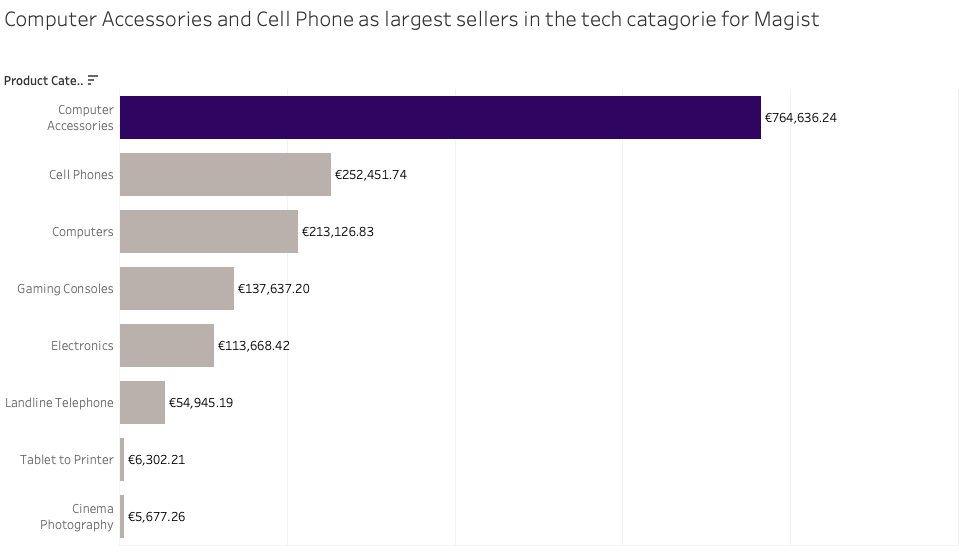 Computer Accessories and Cell Phone as largest sellers in the tech catagorie for Magist
Product Cate..
Computer
Accessories
€764,636.24
Cell Phones
€252,451.74
Computers
€213,126.83
Gaming Consoles
€137,637.20
Electronics
€113,668.42
Landline Telephone
€54,945.19
Tablet to Printer
€6,302.21
Cinema
Photography
€5,677.26